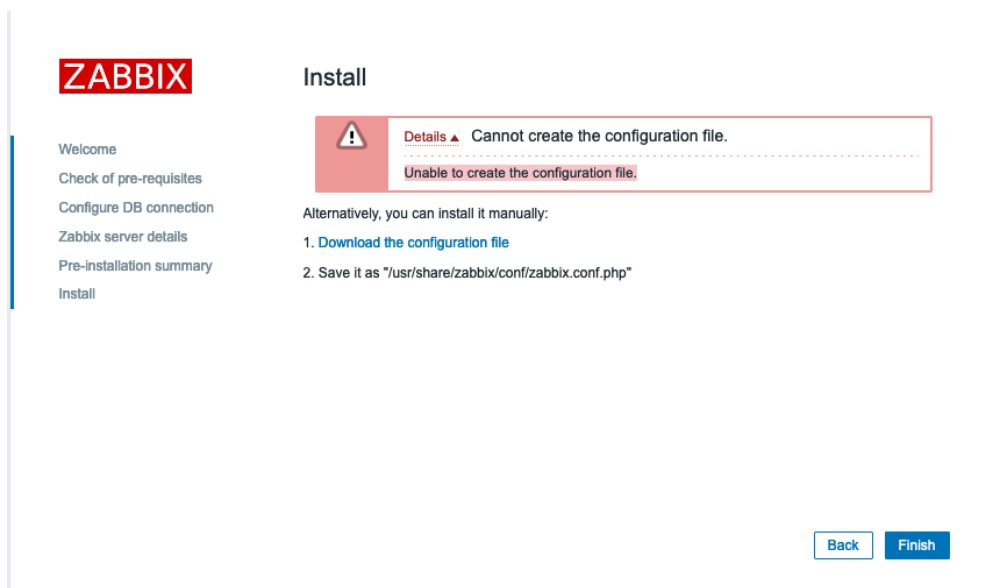 ZABBIX
Welcome
Check of pre-requisites
Configure DB connection
Zabbix server details
Pre-installation summary
Install
Install
Details Cannot create the configuration file.
Unable to create the configuration file.
Alternatively, you can install it manually:
1. Download the configuration file
2. Save it as "/usr/share/zabbix/conf/zabbix.conf.php"
Back
Finish